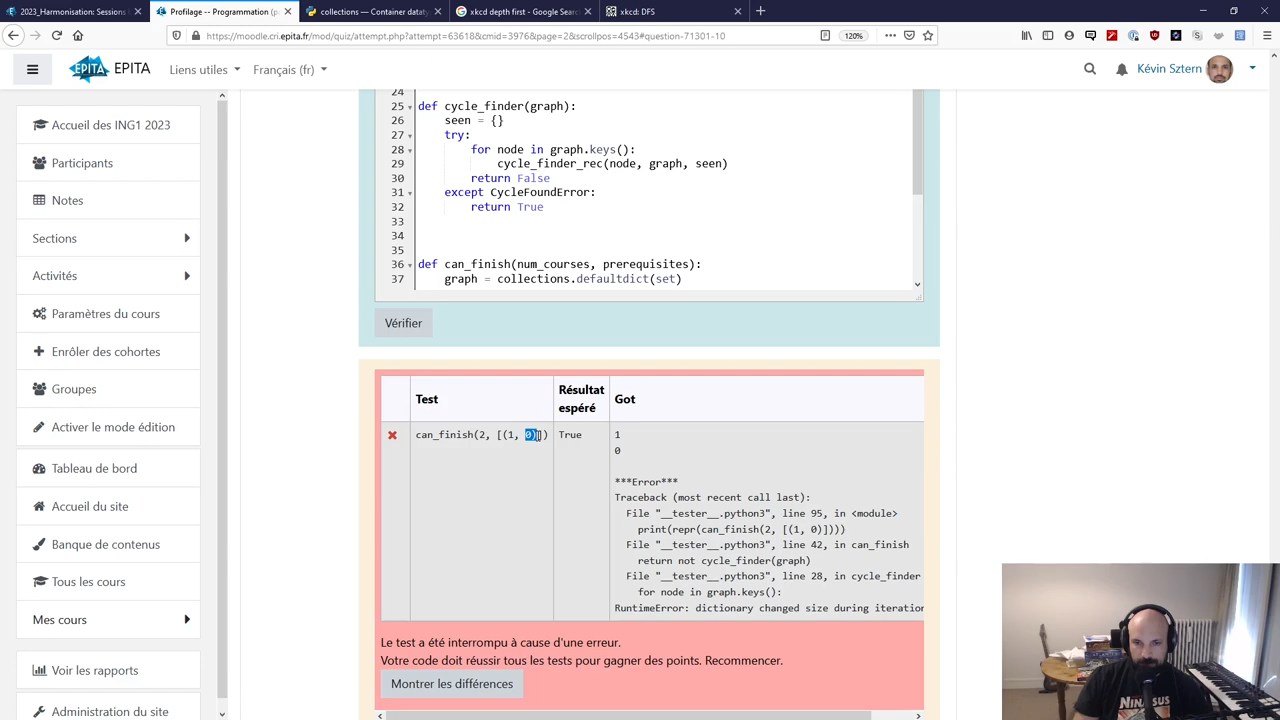 2023_Harmonisation: Sessions
Profilage -- Programmation (p
collections — Container dataty
xkcd depth first - Google Sear
xkcd: DFS
https://moodle.cri.epita.fr/mod/quiz/attempt.php?attempt=63618&cmid=3976&page=2&scrollpos=4543#question-71301-10
120%
EPITA EPITA Liens utiles Français (fr) Kévin Sztern
Accueil des ING1 2023
Participants
Notes
Sections
Activités
Paramètres du cours
Enrôler des cohortes
Groupes
Activer le mode édition
Tableau de bord
Accueil du site
Banque de contenus
Tous les cours
Mes cours
Voir les rapports
Administration du site
24
25 def cycle_finder(graph):
26 seen = {}
27 try:
28 for node in graph.keys():
29 cycle_finder_rec(node, graph, seen)
30 return False
31 except CycleFoundError:
32 return True
33
34
35
36 def can_finish(num_courses, prerequisites):
37 graph = collections.defaultdict(set)
Vérifier
Test Résultat espéré Got
can_finish(2, [(1, 0)]) True 1
0
***Error***
Traceback (most recent call last):
File "__tester__.python3", line 95, in <module>
print(repr(can_finish(2, [(1, 0)])))
File "__tester__.python3", line 42, in can_finish
return not cycle_finder(graph)
File "__tester__.python3", line 28, in cycle_finder
for node in graph.keys():
RuntimeError: dictionary changed size during iteration
Le test a été interrompu à cause d'une erreur.
Votre code doit réussir tous les tests pour gagner des points. Recommencer.
Montrer les différences